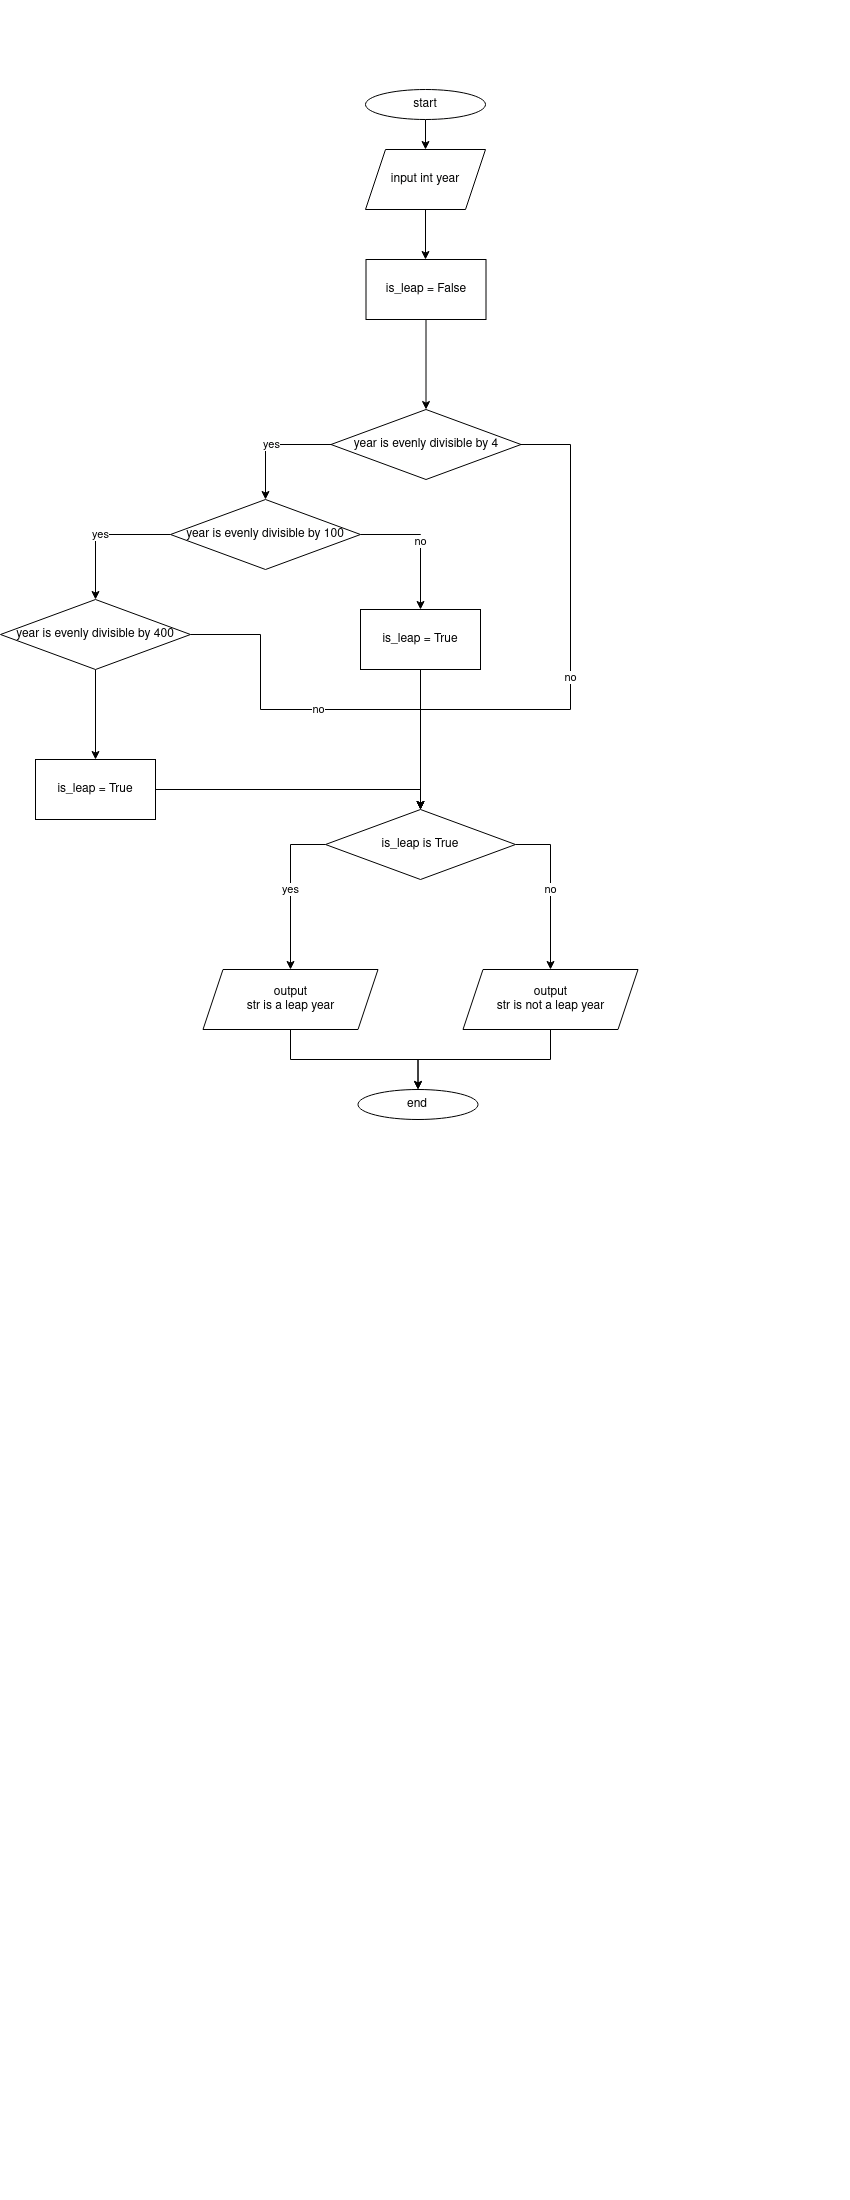 start
input int year
is_leap = False
year is evenly divisible by 4
yes
year is evenly divisible by 100
yes
no
year is evenly divisible by 400
is_leap = True
no
no
is_leap = True
is_leap is True
yes
no
output
str is a leap year
output
str is not a leap year
end